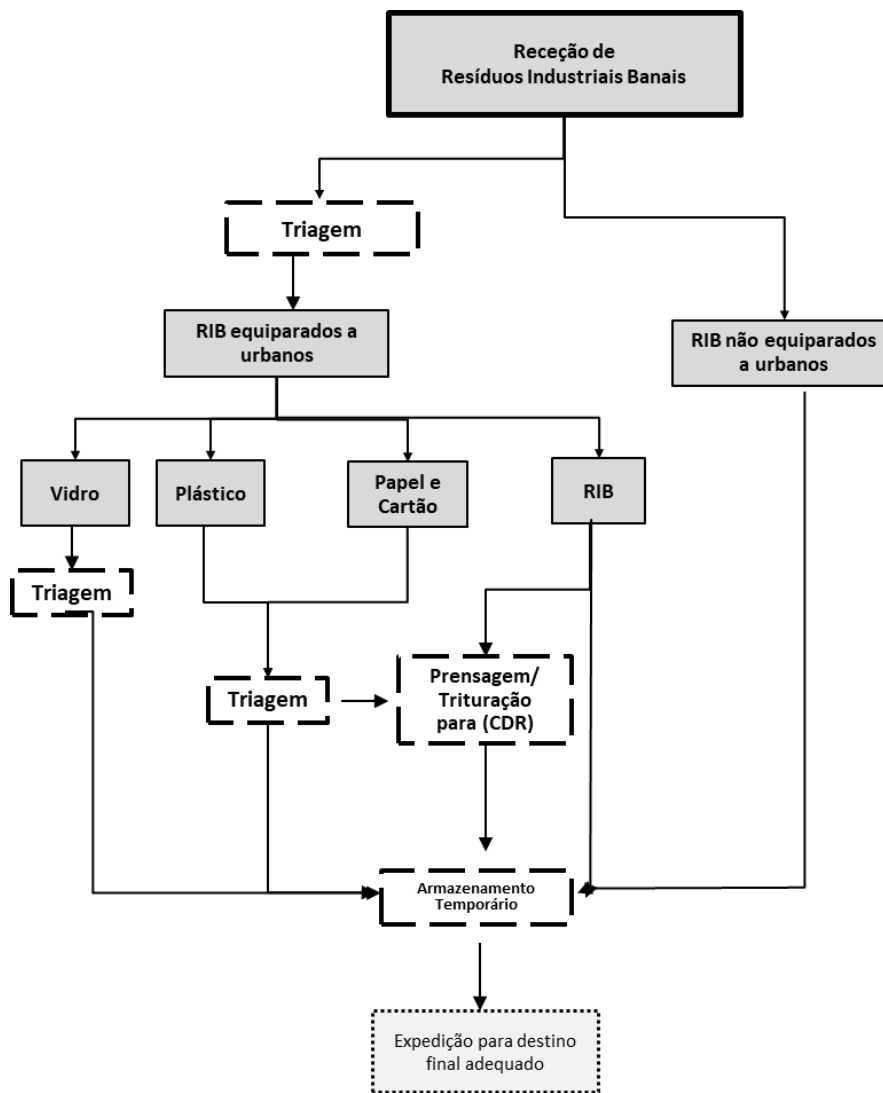 Receção de
Resíduos Industriais Banais
Triagem
RIB equiparados a
urbanos
RIB não equiparados
a urbanos
Vidro
Plástico
Papel e
Cartão
RIB
Triagem
Triagem
Prensagem/
Trituração
para (CDR)
Armazenamento
Temporário
Expedição para destino
final adequado